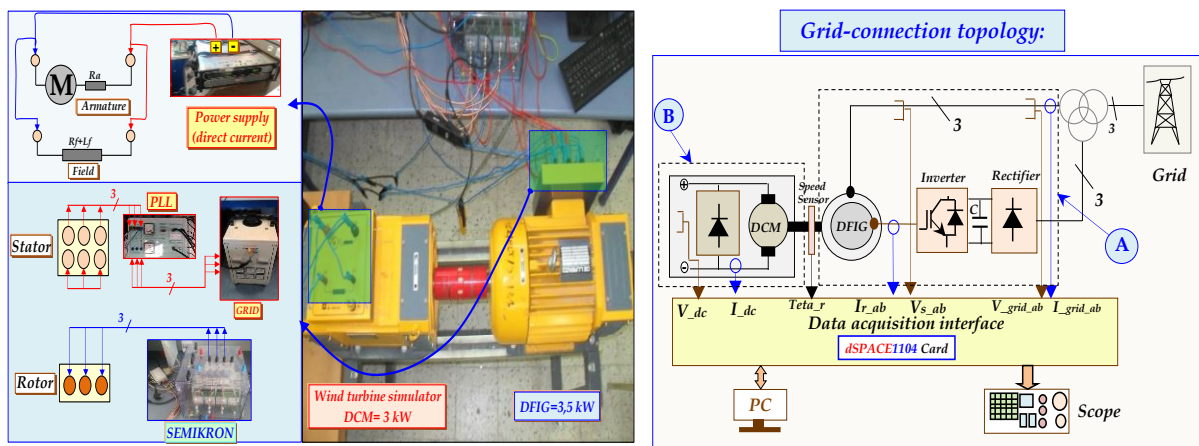 + -
M
Ra
Armature
Rf+Lf
Field
Power supply
(direct current)
3
PLL
Stator
3
GRID
3
Rotor
SEMIKRON
Wind turbine simulator
DCM= 3 kW
DFIG=3,5 kW
Grid-connection topology:
B
3
3
Grid
Speed
Sensor
Inverter
Rectifier
3
C
DCM
DFIG
A
V_dc
I_dc
Teta_r
I_r_ab
V_s_ab
V_grid_ab
I_grid_ab
Data acquisition interface
dSPACE1104 Card
PC
Scope